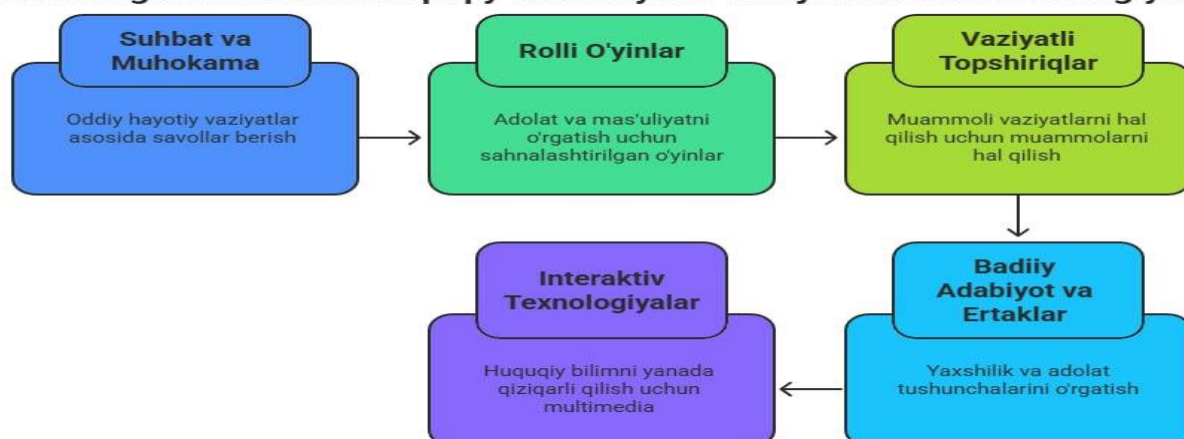 Suhbat va
Muhokama
Oddiy hayotiy vaziyatlar
asosida savollar berish
Rolli O'yinlar
Adolat va mas'uliyatni
o'rgatish uchun
sahnalashtirilgan o'yinlar
Vaziyatli
Topshiriqlar
Muammoli vaziyatlarni hal
qilish uchun muammolarni
hal qilish
Badiiy
Adabiyot va
Ertaklar
Yaxshilik va adolat
tushunchalarini o'rgatish
Interaktiv
Texnologiyalar
Huquqiy bilimni yanada
qiziqarli qilish uchun
multimedia